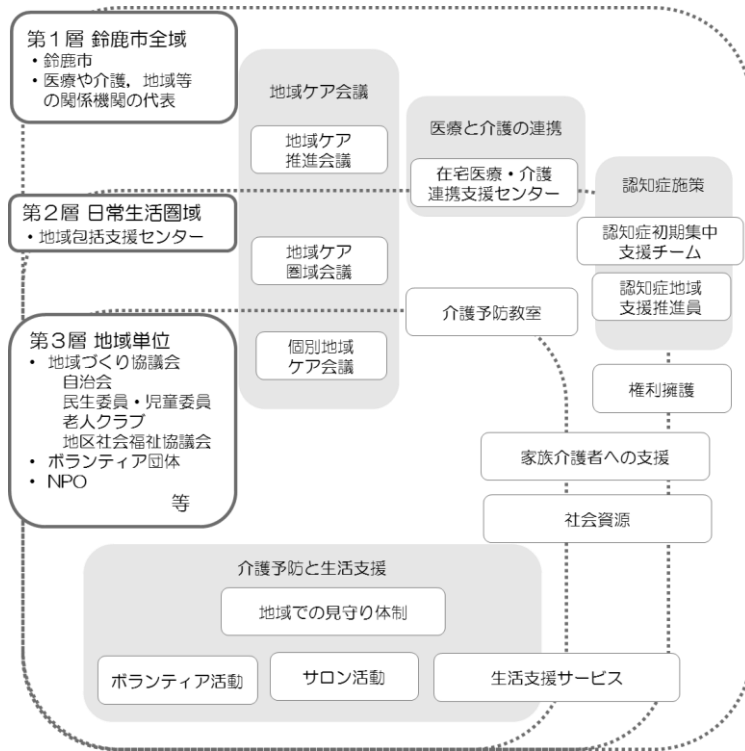 第1層 鈴鹿市全域
・鈴鹿市
・医療や介護，地域等
の関係機関の代表
地域ケア会議
地域ケア
推進会議
医療と介護の連携
在宅医療・介護
連携支援センター
認知症施策
認知症初期集中
支援チーム
認知症地域
支援推進員
第2層 日常生活圏域
・地域包括支援センター
地域ケア
圏域会議
介護予防教室
第3層 地域単位
・ 地域づくり協議会
自治会
民生委員・児童委員
老人クラブ
地区社会福祉協議会
・ ボランティア団体
・ NPO
等
個別地域
ケア会議
権利擁護
家族介護者への支援
社会資源
介護予防と生活支援
地域での見守り体制
ボランティア活動
サロン活動
生活支援サービス